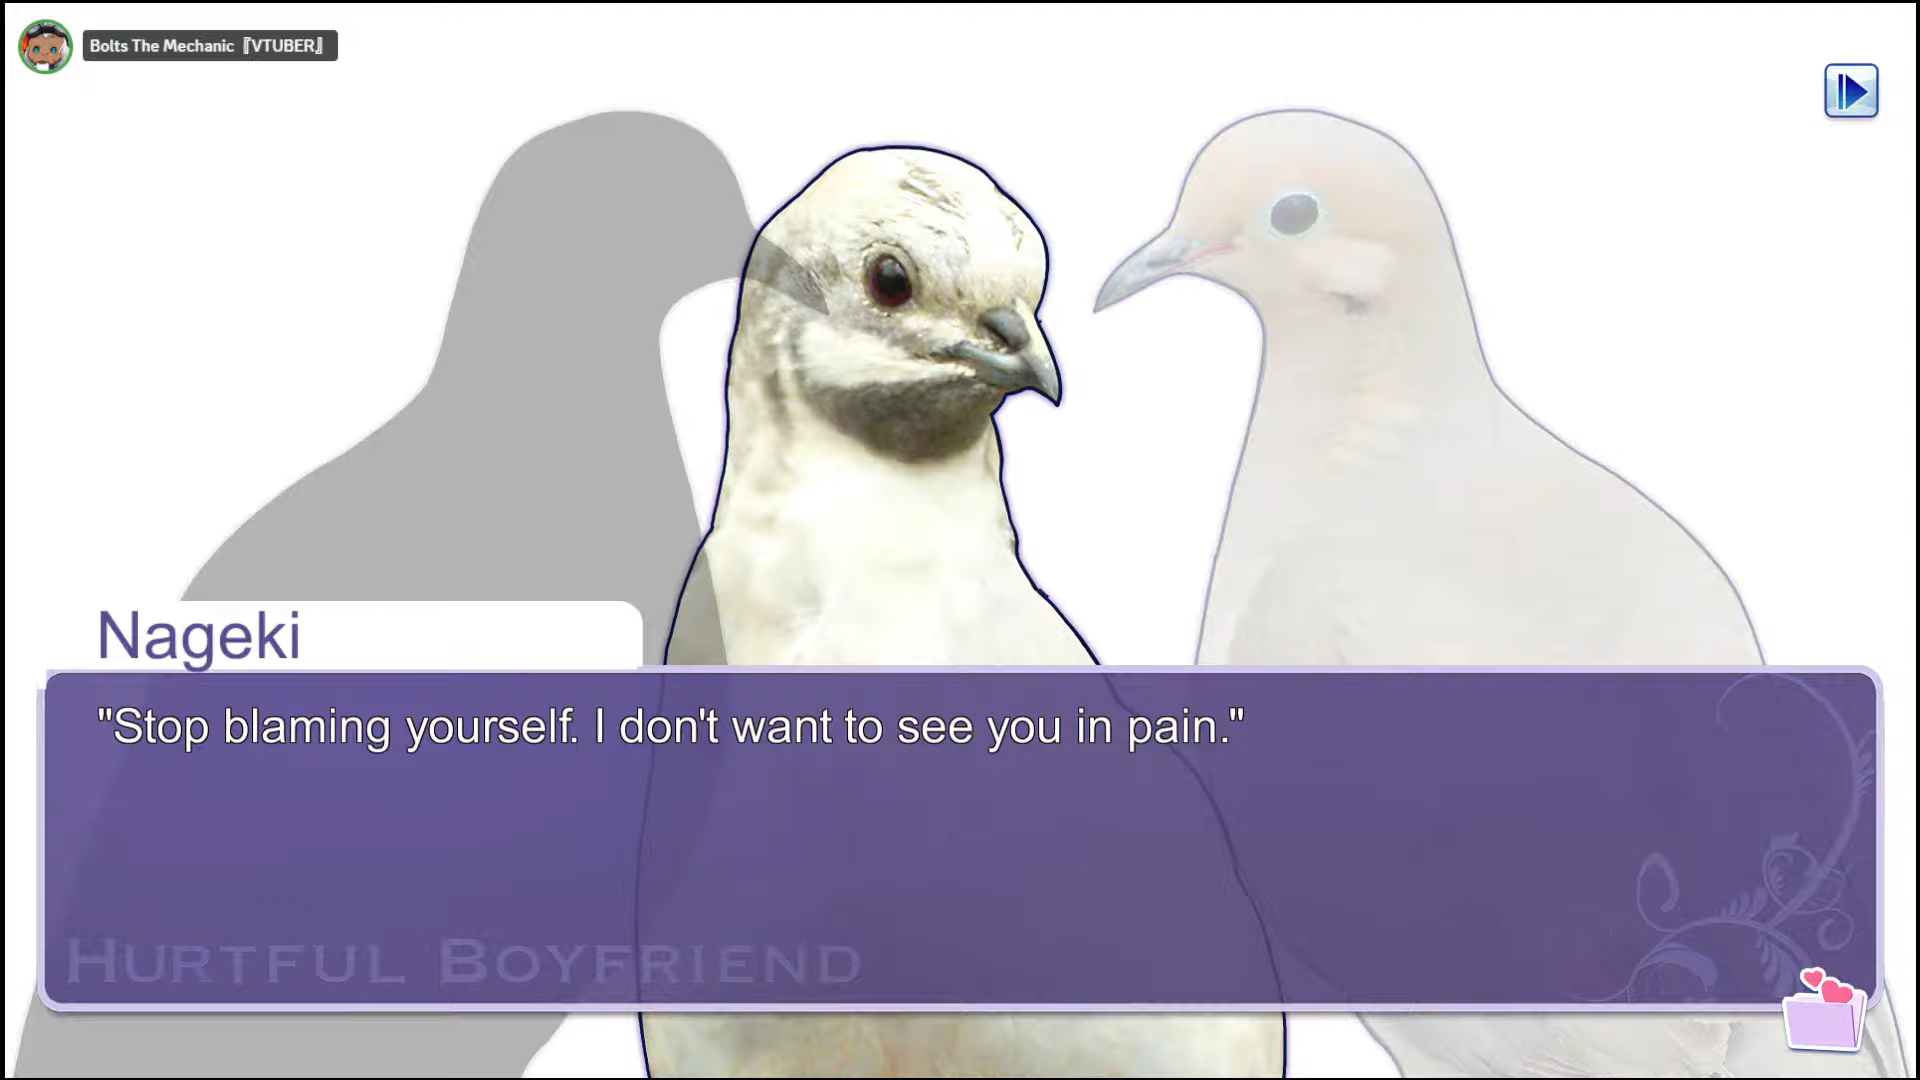 Bolts The Mechanic『VTUBER』
Nageki
"Stop blaming yourself. I don't want to see you in pain."
HURTFUL BOYFRIEND